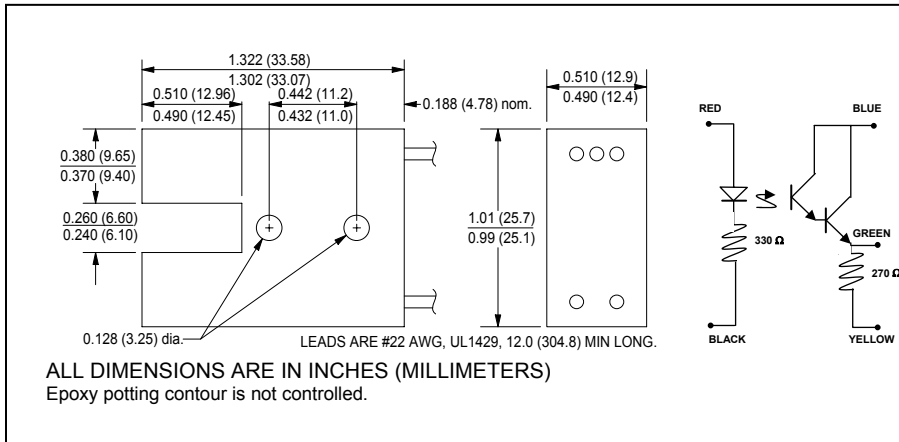 1.322 (33.58)
1.302 (33.07)
0.510 (12.96)
0.490 (12.45)
0.442 (11.2)
0.432 (11.0)
0.188 (4.78) nom.
0.510 (12.9)
0.490 (12.4)
RED
BLUE
0.380 (9.65)
0.370 (9.40)
0.260 (6.60)
0.240 (6.10)
1.01 (25.7)
0.99 (25.1)
330 Ω
GREEN
270 Ω
0.128 (3.25) dia.
LEADS ARE #22 AWG, UL1429, 12.0 (304.8) MIN LONG.
BLACK
YELLOW
ALL DIMENSIONS ARE IN INCHES (MILLIMETERS)
Epoxy potting contour is not controlled.